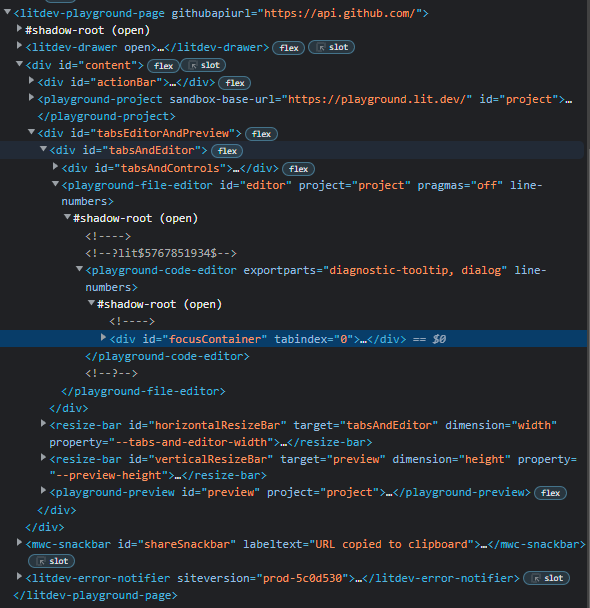 <litdev-playground-page githubapiurl="https://api.github.com/">
#shadow-root (open)
<litdev-drawer open>…</litdev-drawer> flex slot
<div id="content"> flex slot
<div id="actionBar">…</div> flex
<playground-project sandbox-base-url="https://playground.lit.dev/" id="project">…
</playground-project>
<div id="tabsEditorAndPreview"> flex
<div id="tabsAndEditor"> flex
<div id="tabsAndControls">…</div> flex
<playground-file-editor id="editor" project="project" pragmas="off" line-
numbers>
#shadow-root (open)
<!---->
<!--?lit$5767851934$-->
<playground-code-editor exportparts="diagnostic-tooltip, dialog" line-
numbers>
#shadow-root (open)
<!---->
<div id="focusContainer" tabindex="0">…</div> == $0
</playground-code-editor>
<!--?-->
</playground-file-editor>
</div>
<resize-bar id="horizontalResizeBar" target="tabsAndEditor" dimension="width"
property="--tabs-and-editor-width">…</resize-bar>
<resize-bar id="verticalResizeBar" target="preview" dimension="height" property=
"--preview-height">…</resize-bar>
<playground-preview id="preview" project="project">…</playground-preview> flex
</div>
</div>
<mwc-snackbar id="shareSnackbar" labeltext="URL copied to clipboard">…</mwc-snackbar>
slot
<litdev-error-notifier siteversion="prod-5c0d530">…</litdev-error-notifier> slot
</litdev-playground-page>